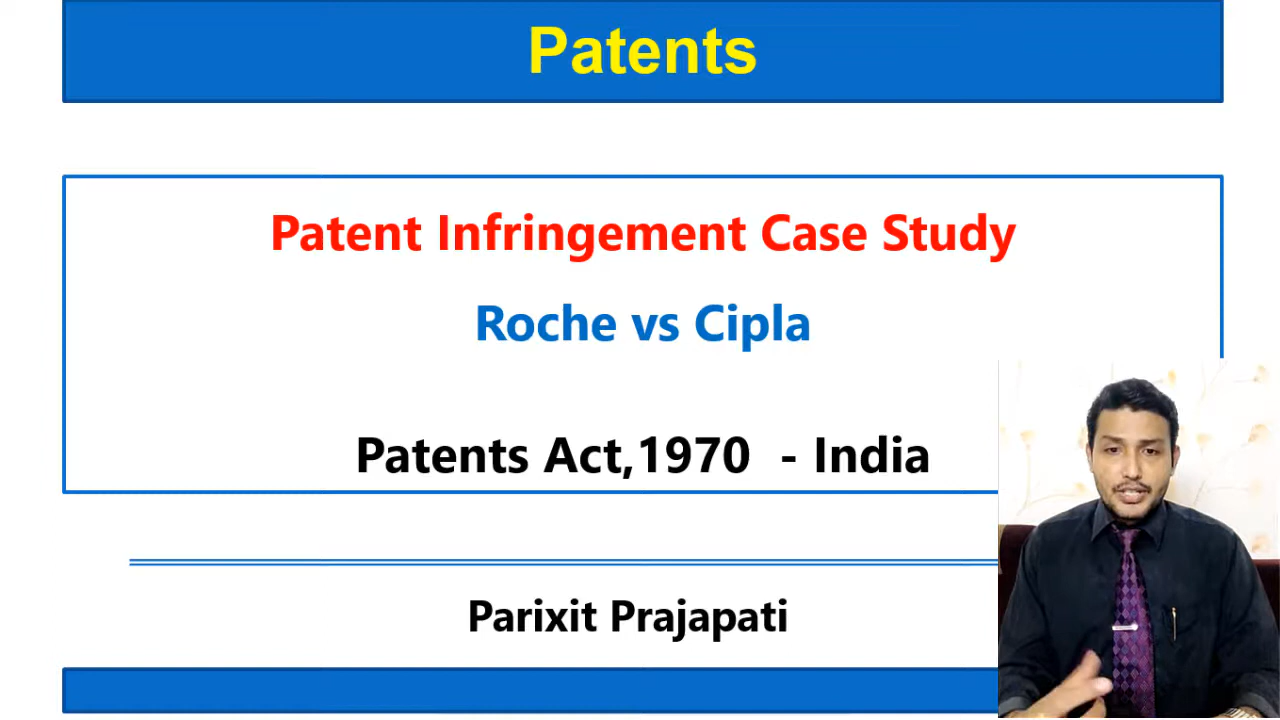 Patents
Patent Infringement Case Study
Roche vs Cipla
Patents Act,1970 - India
Parixit Prajapati